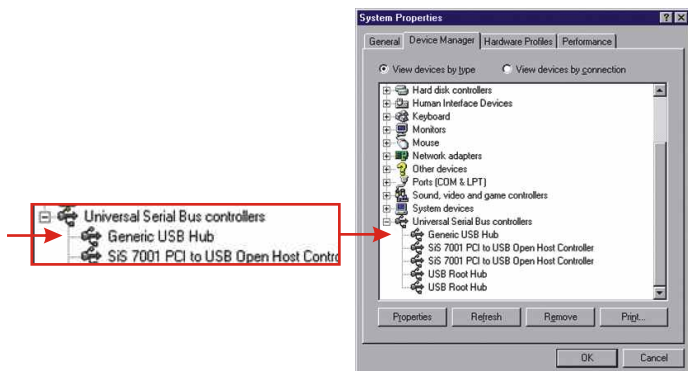 Universal Serial Bus controllers
Generic USB Hub
SiS 7001 PCI to USB Open Host Contro
System Properties
General Device Manager Hardware Profiles Performance
View devices by type View devices by connection
Hard disk controllers
Human Interface Devices
Keyboard
Monitors
Mouse
Network adapters
Other devices
Ports (COM & LPT)
Sound, video and game controllers
System devices
Universal Serial Bus controllers
Generic USB Hub
SiS 7001 PCI to USB Open Host Controller
SiS 7001 PCI to USB Open Host Controller
USB Root Hub
USB Root Hub
Properties Refresh Remove Print...
OK Cancel